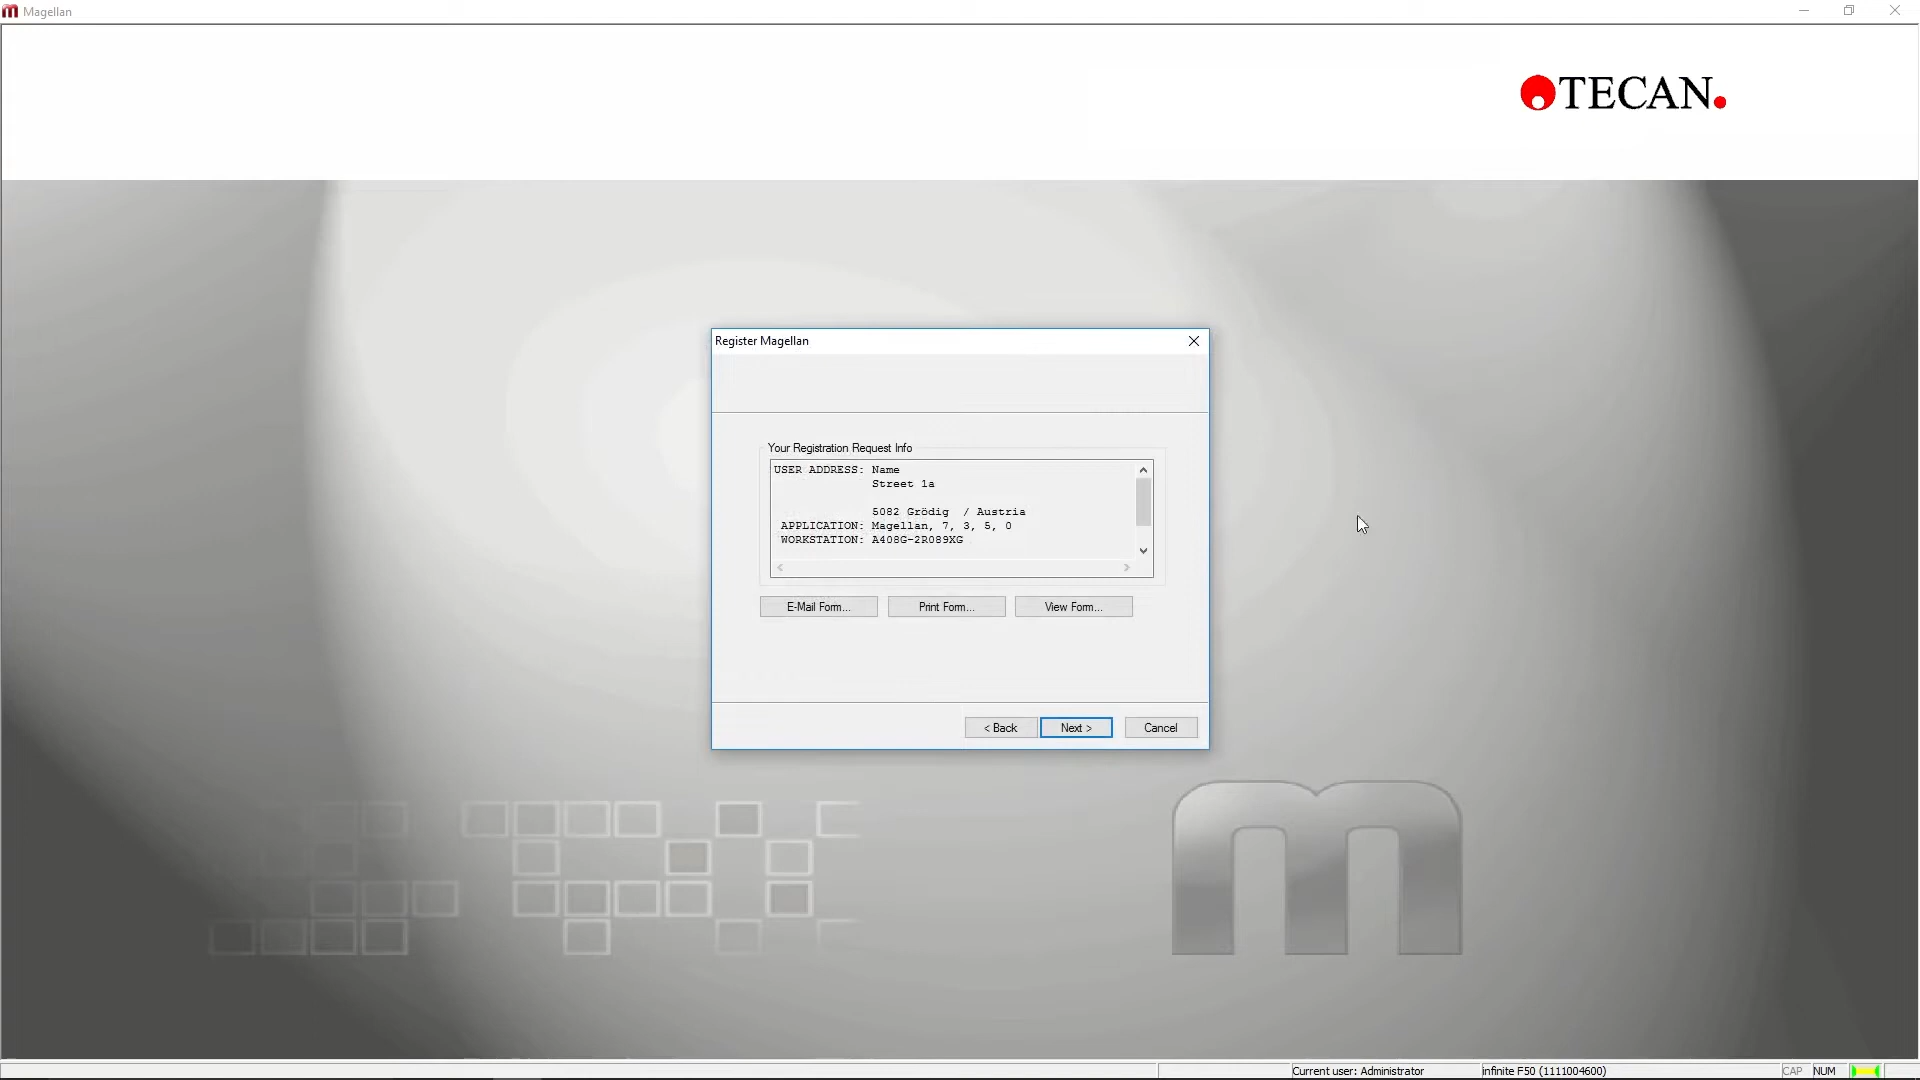 Magellan
TECAN.
Register Magellan
Your Registration Request Info
USER ADDRESS: Name
Street 1a
5082 Grödig / Austria
APPLICATION: Magellan, 7, 3, 5, 0
WORKSTATION: A408G-2R089XG
E-Mail Form...
Print Form...
View Form...
< Back
Next >
Cancel
Current user: Administrator
infinite F50 (1111004600)
CAP
NUM